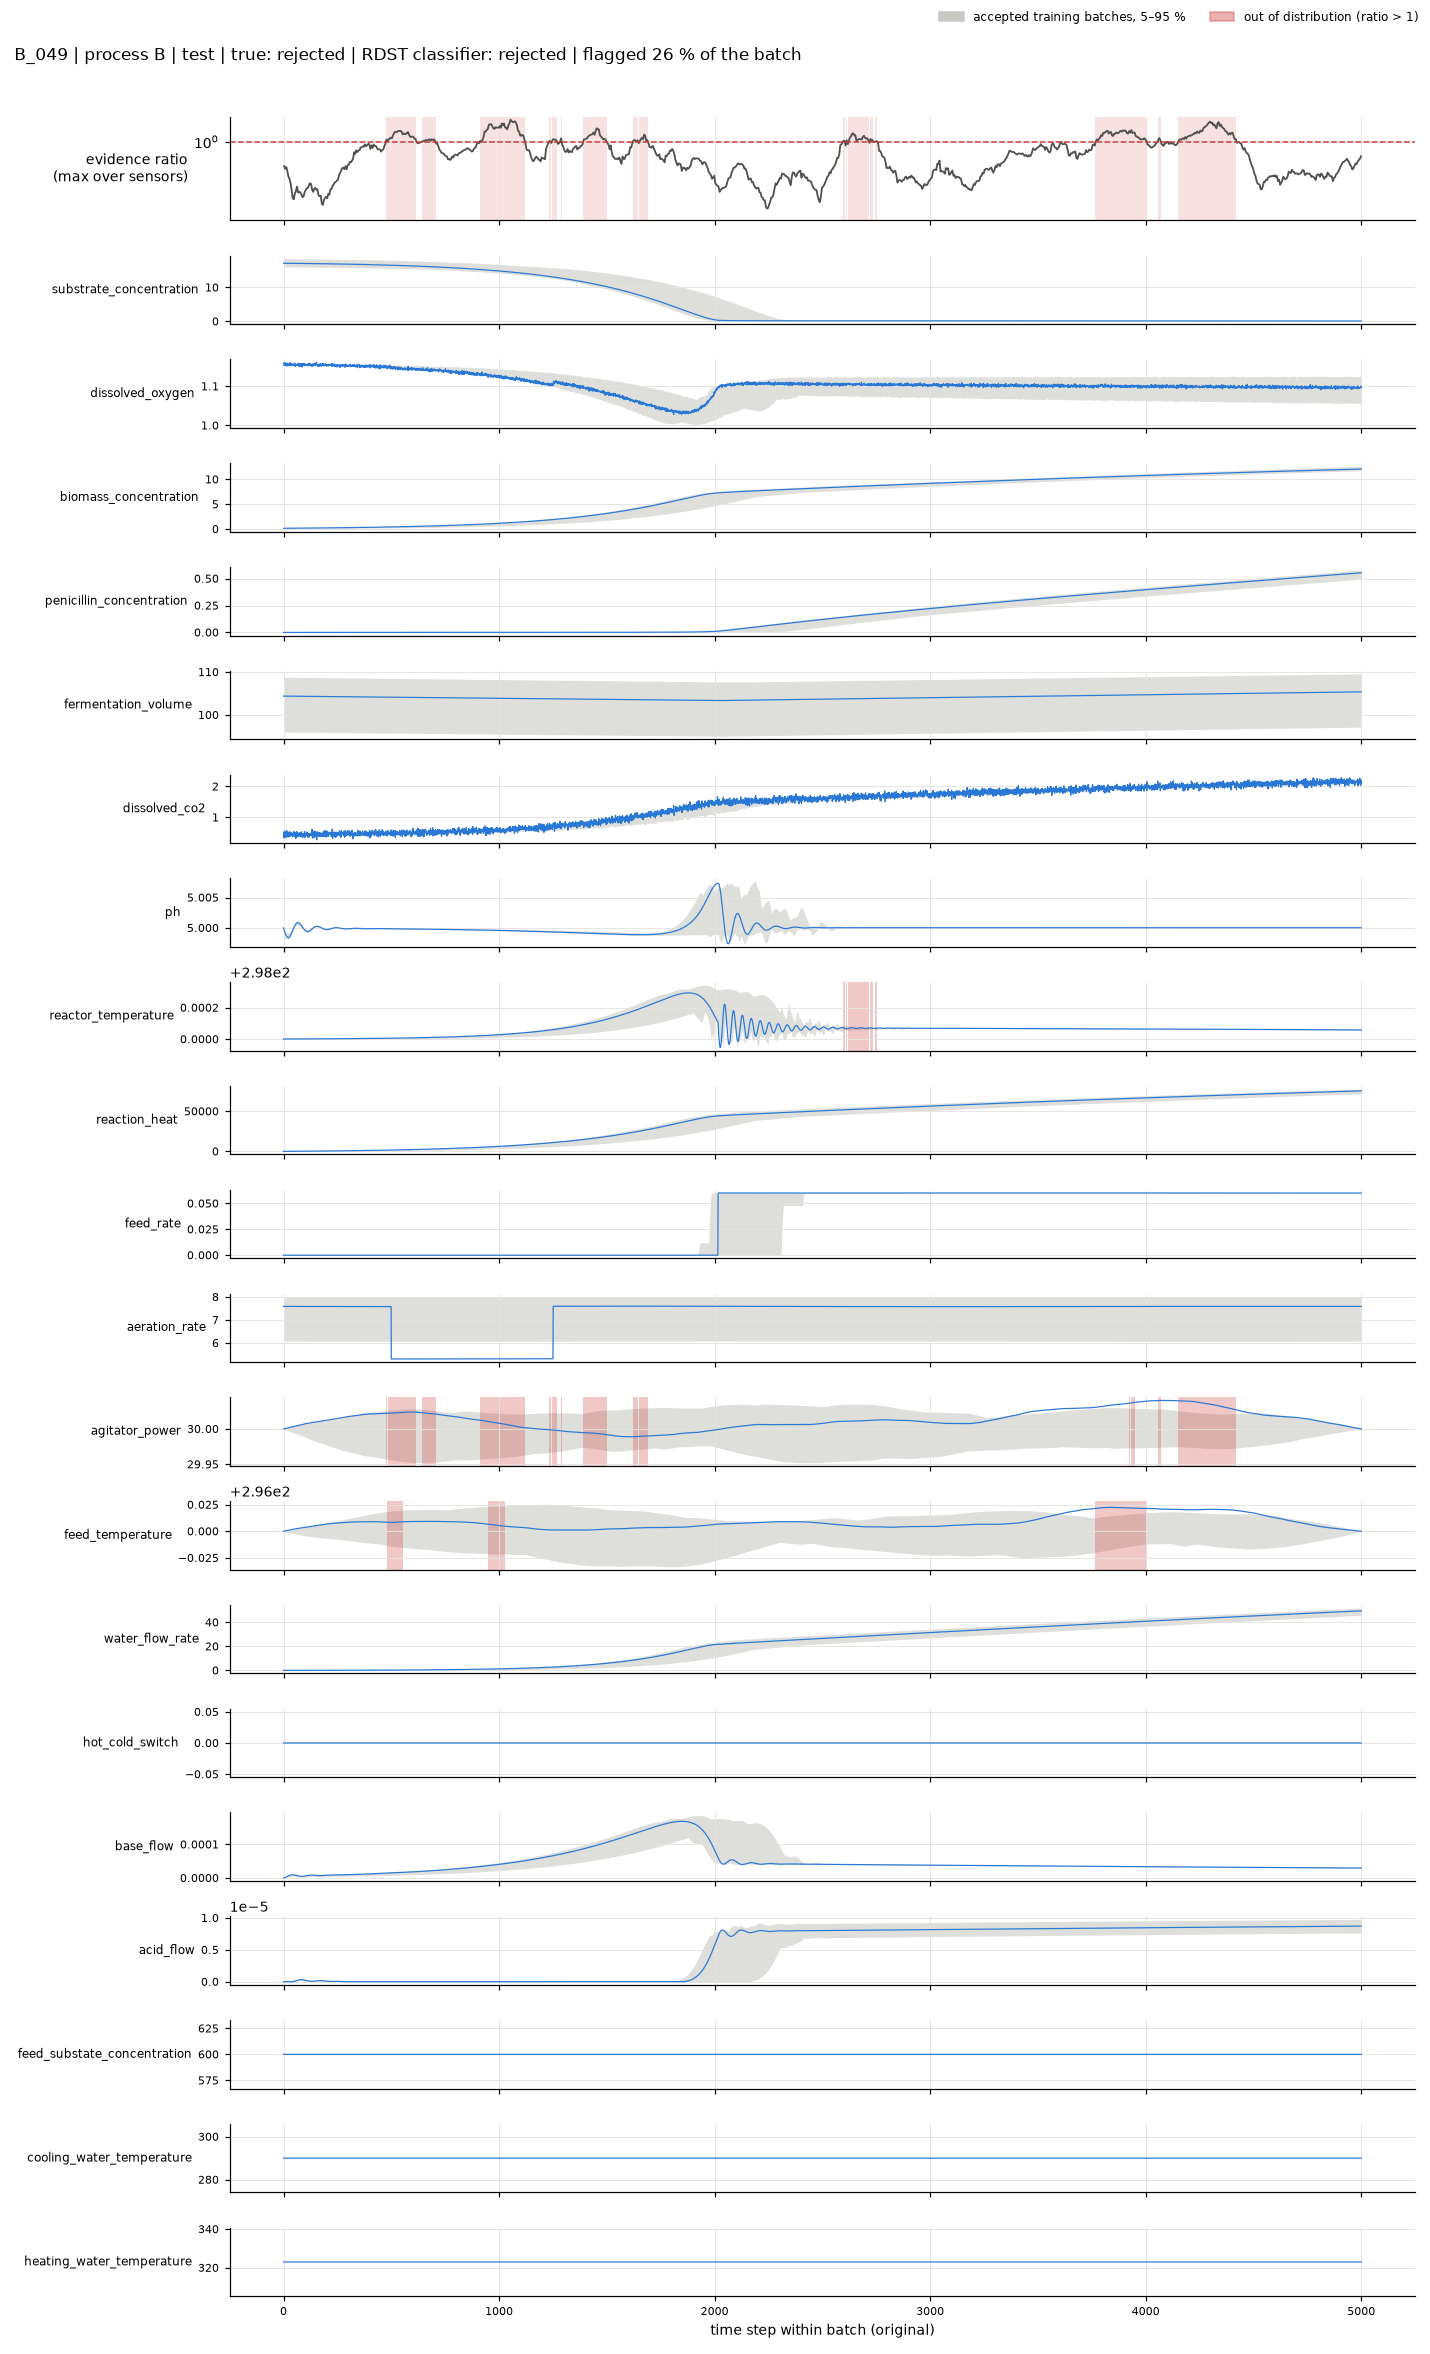 accepted training batches, 5–95 %
out of distribution (ratio > 1)
B_049 | process B | test | true: rejected | RDST classifier: rejected | flagged 26 % of the batch
10⁰
evidence ratio
(max over sensors)
substrate_concentration
10
0
dissolved_oxygen
1.1
1.0
biomass_concentration
10
5
0
penicillin_concentration
0.50
0.25
0.00
fermentation_volume
110
100
dissolved_co2
2
1
ph
5.005
5.000
+2.98e2
reactor_temperature
0.0002
0.0000
reaction_heat
50000
0
feed_rate
0.050
0.025
0.000
aeration_rate
8
7
6
agitator_power
30.00
29.95
+2.96e2
feed_temperature
0.025
0.000
−0.025
water_flow_rate
40
20
0
hot_cold_switch
0.05
0.00
−0.05
base_flow
0.0001
0.0000
1e−5
acid_flow
1.0
0.5
0.0
feed_substate_concentration
625
600
575
cooling_water_temperature
300
280
heating_water_temperature
340
320
0 1000 2000 3000 4000 5000
time step within batch (original)